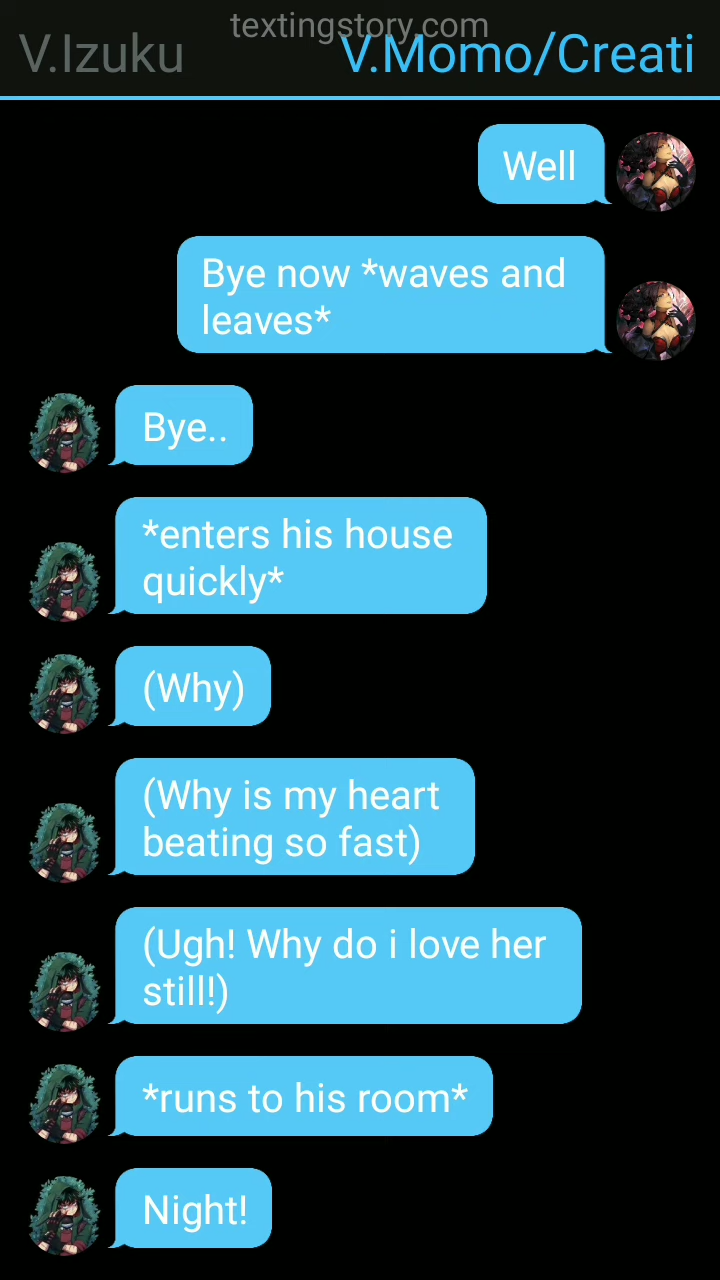 textingstory.com
V.Izuku
V.Momo/Creati
Well
Bye now *waves and
leaves*
Bye..
*enters his house
quickly*
(Why)
(Why is my heart
beating so fast)
(Ugh! Why do i love her
still!)
*runs to his room*
Night!